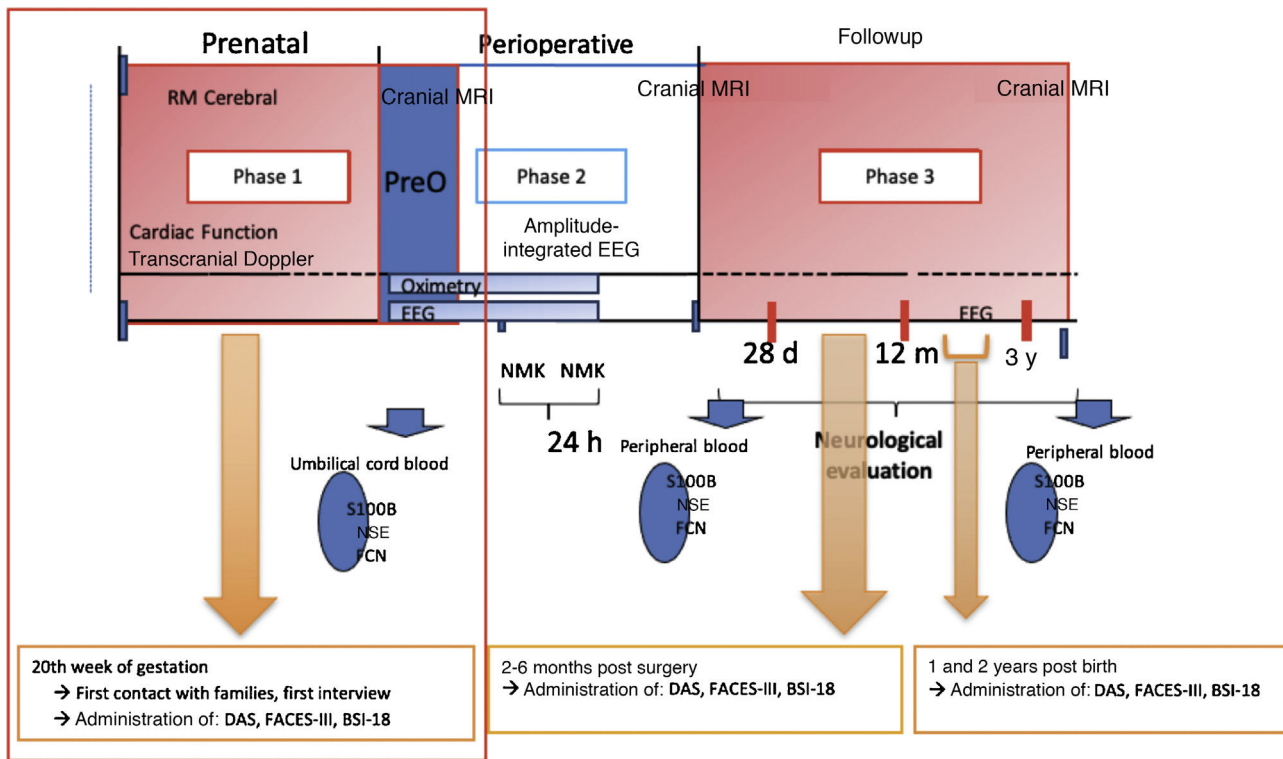 Prenatal
Perioperative
Followup
RM Cerebral
Cranial MRI
Cranial MRI
Cranial MRI
Phase 1
PreO
Phase 2
Phase 3
Cardiac Function
Transcranial Doppler
Amplitude-
integrated EEG
Oximetry
EEG
EEG
28 d
12 m
3 y
NMK NMK
24 h
Umbilical cord blood
S100B
NSE
FCN
Peripheral blood
S100B
NSE
FCN
Neurological
evaluation
Peripheral blood
S100B
NSE
FCN
20th week of gestation
→ First contact with families, first interview
→ Administration of: DAS, FACES-III, BSI-18
2-6 months post surgery
→ Administration of: DAS, FACES-III, BSI-18
1 and 2 years post birth
→ Administration of: DAS, FACES-III, BSI-18